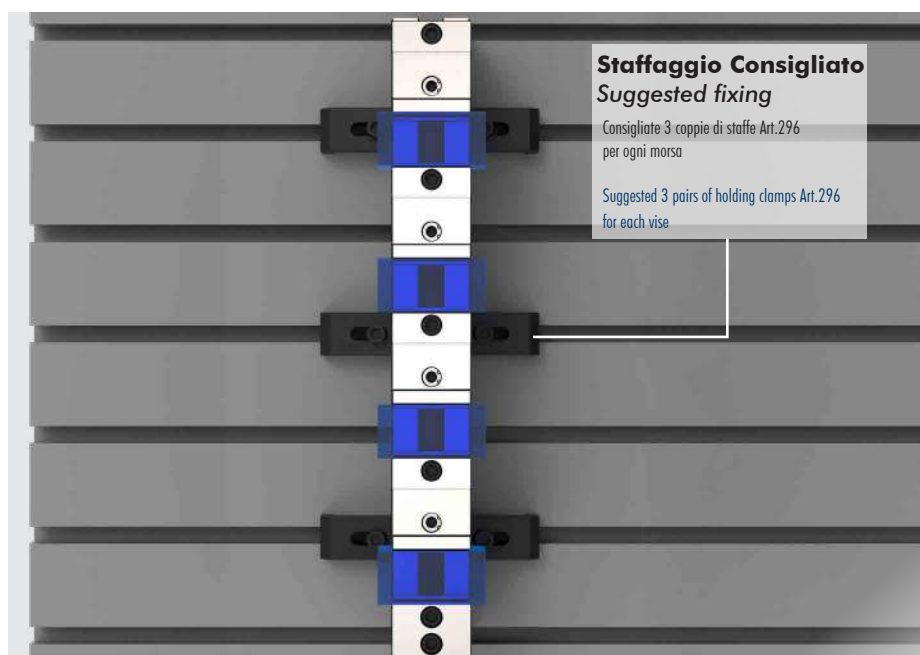 Staffaggio Consigliato
Suggested fixing
Consigliate 3 coppie di staffe Art.296
per ogni morsa
Suggested 3 pairs of holding clamps Art.296
for each vise